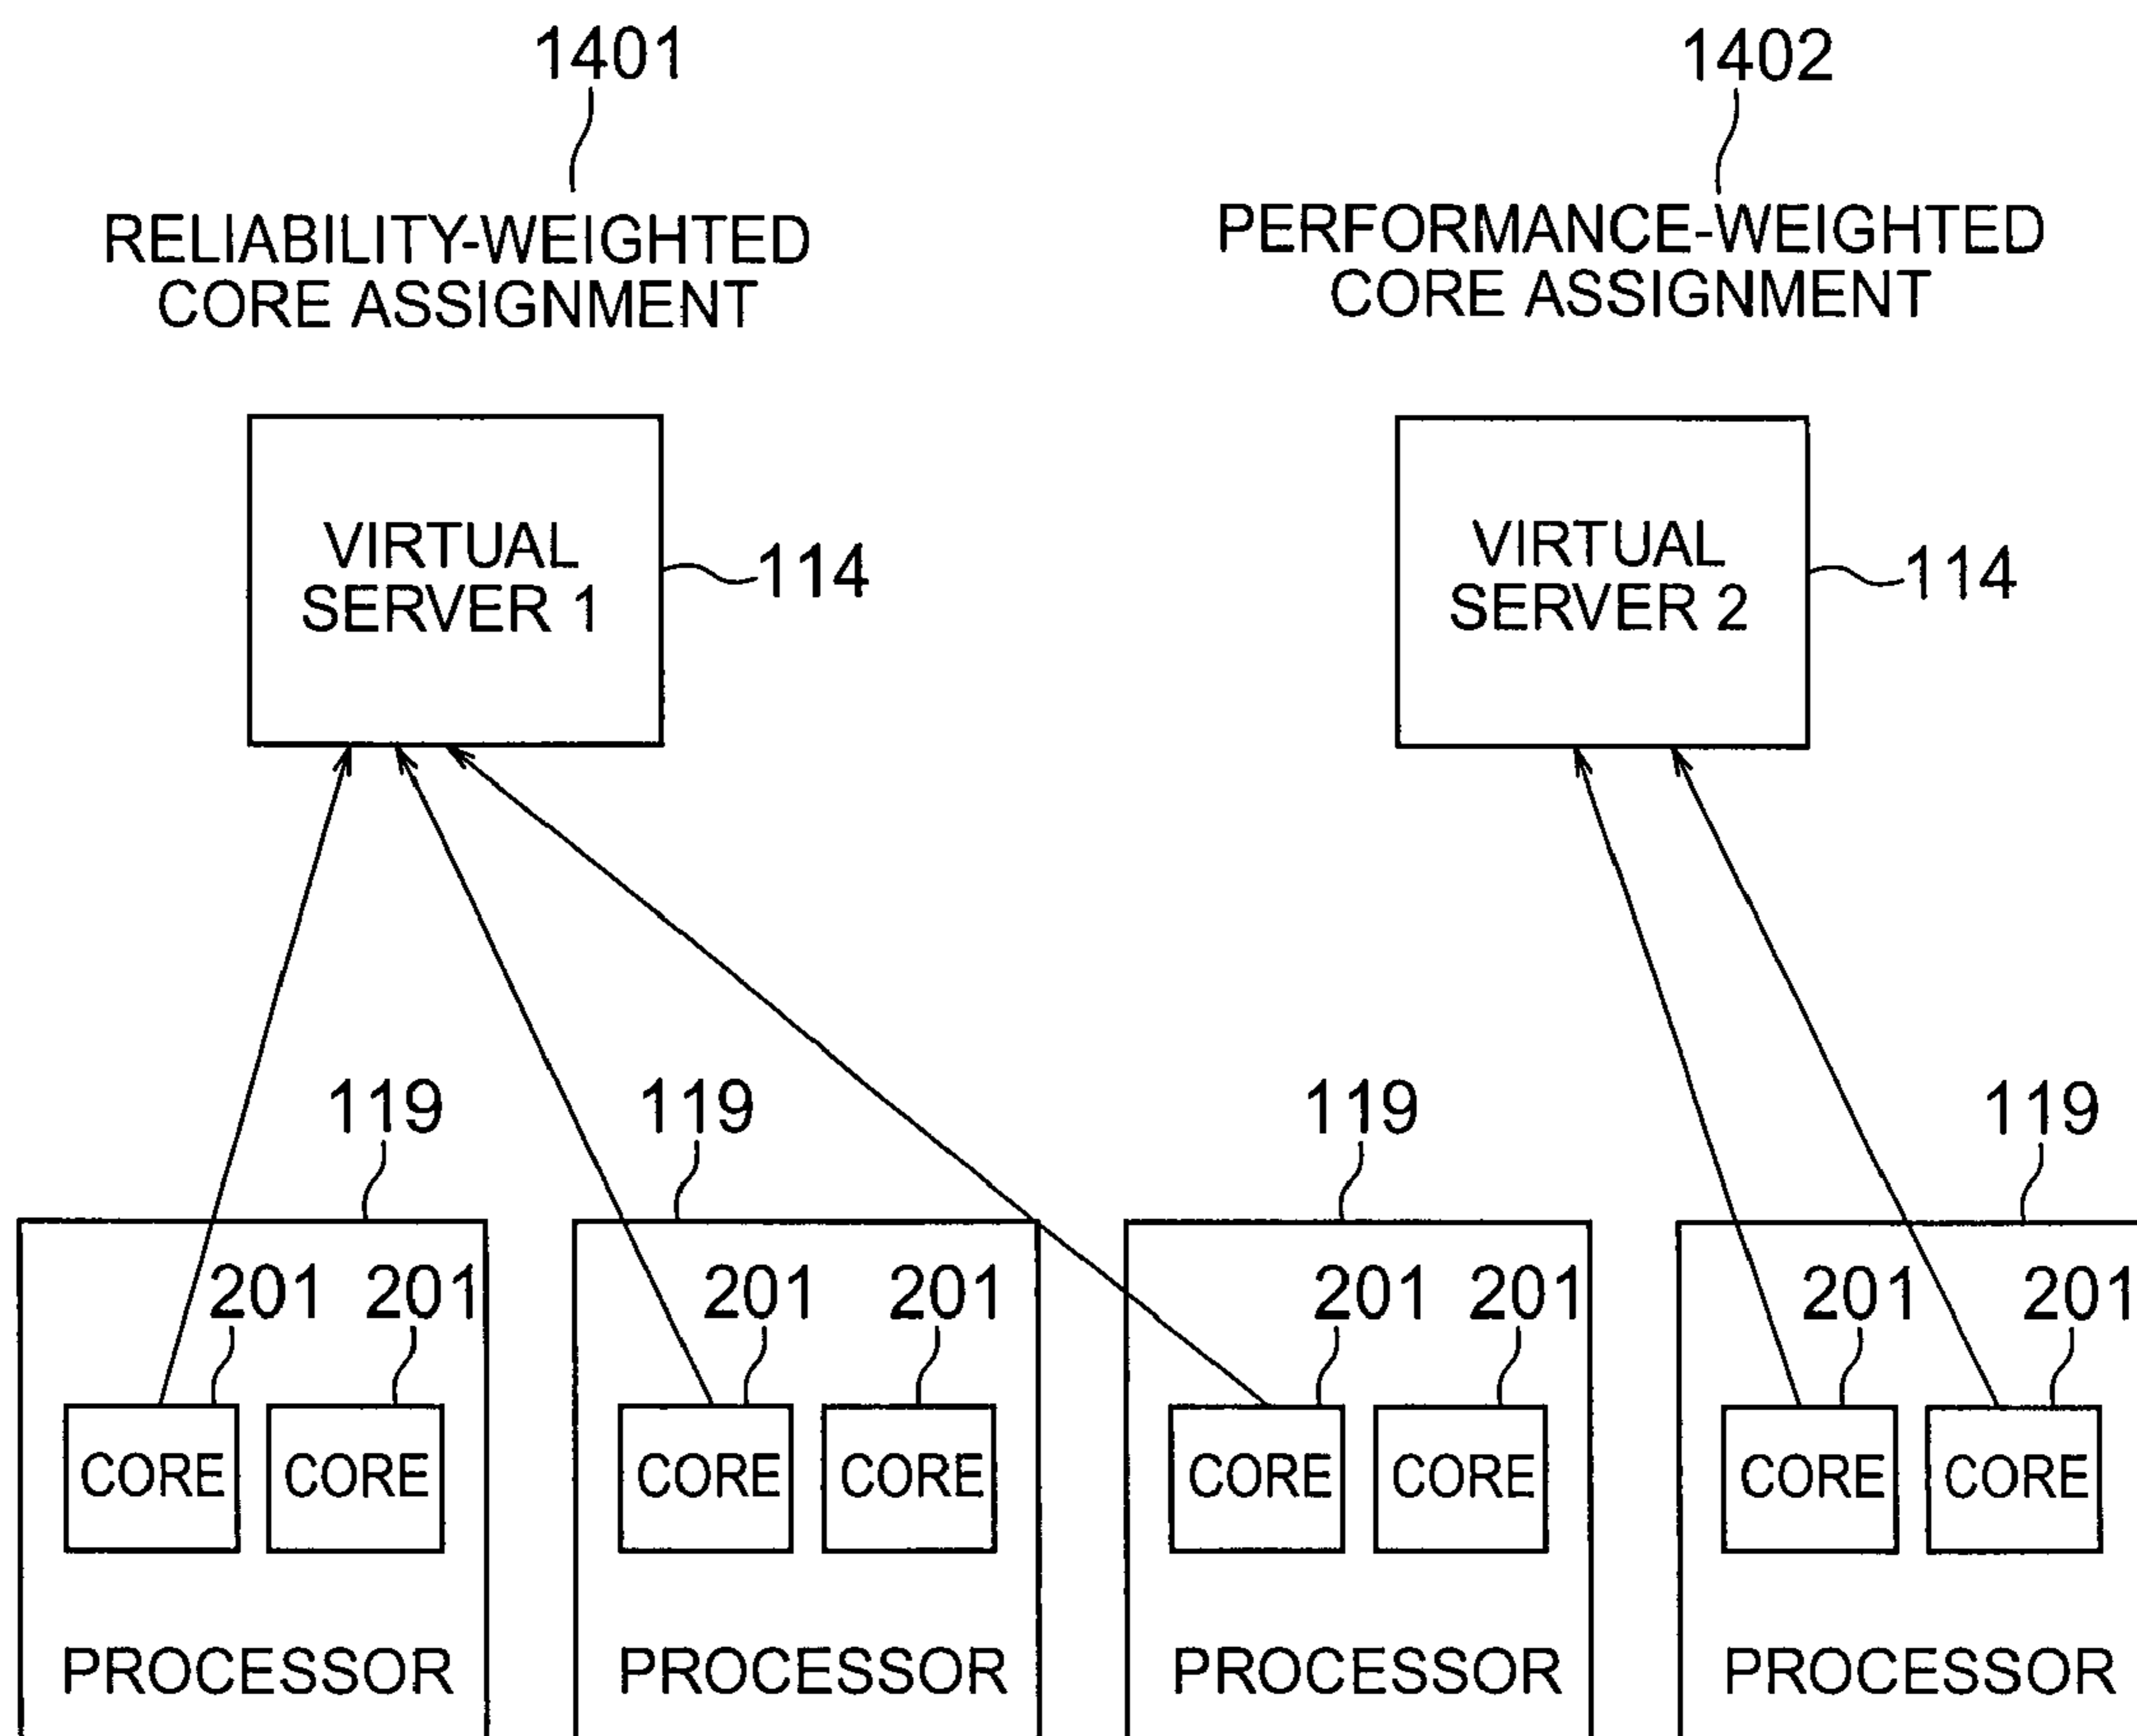 1401
1402
RELIABILITY-WEIGHTED
CORE ASSIGNMENT
PERFORMANCE-WEIGHTED
CORE ASSIGNMENT
VIRTUAL
SERVER 1
114
VIRTUAL
SERVER 2
114
119
119
119
119
201
201
201
201
201
201
201
201
CORE
CORE
CORE
CORE
CORE
CORE
CORE
CORE
PROCESSOR
PROCESSOR
PROCESSOR
PROCESSOR